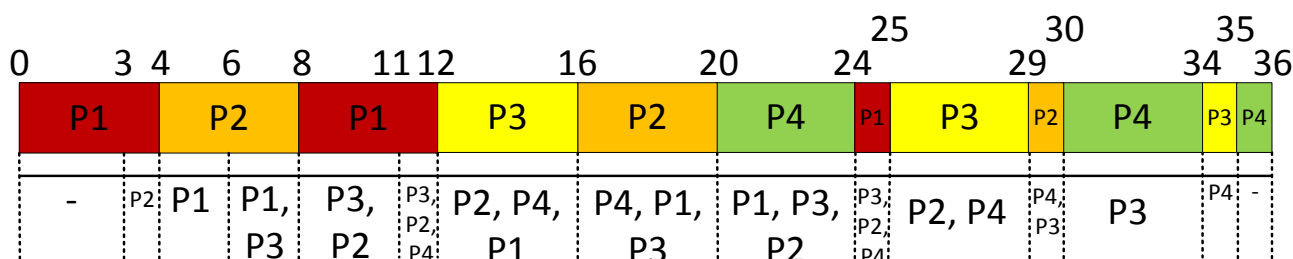 25 30 35
0 3 4 6 8 11 12 16 20 24 29 34 36
P1 P2 P1 P3 P2 P4 P1 P3 P2 P4 P3 P4
- P2 P1 P1, P3 P3, P2 P3, P2, P4 P2, P4, P1 P4, P1, P3 P1, P3, P2 P3, P2, P4 P2, P4 P4, P3 P3 P4 -